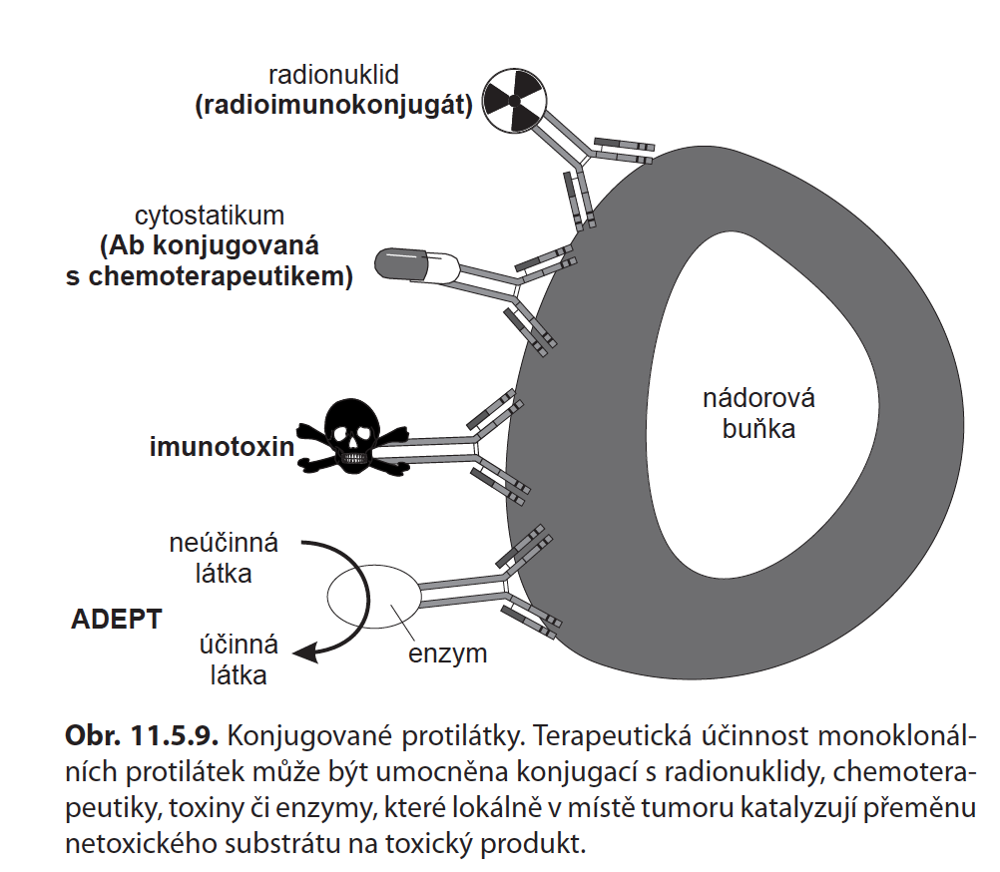 radionuklid
(radioimunokonjugát)
cytostatikum
(Ab konjugovaná
s chemoterapeutikem)
imunotoxin
nádorová
buňka
neúčinná
látka
ADEPT
účinná
látka
enzym
Obr. 11.5.9. Konjugované protilátky. Terapeutická účinnost monoklonál-
ních protilátek může být umocněna konjugací s radionuklidy, chemotera-
peutiky, toxiny či enzymy, které lokálně v místě tumoru katalyzují přeměnu
netoxického substrátu na toxický produkt.